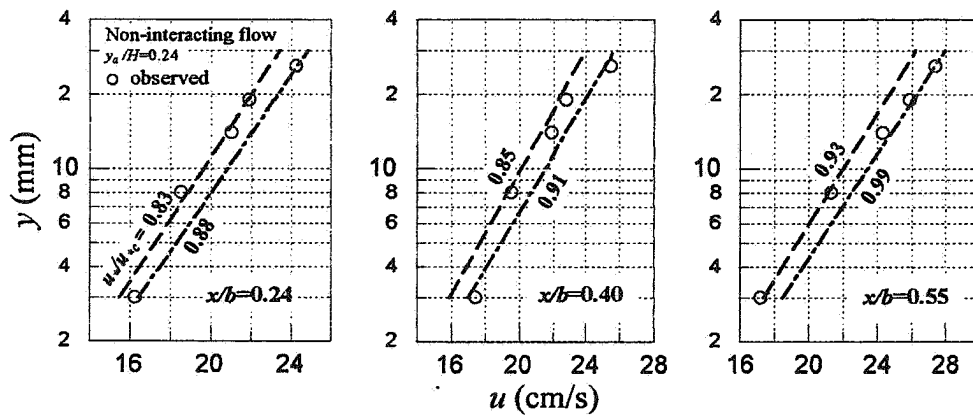 4
4
4
Non-interacting flow
yₐ/H=0.24
○ observed
2
2
2
y (mm)
10
10
10
8
8
8
6
6
6
4
4
4
2
2
2
u*/u*c = 0.83
0.88
x/b=0.24
0.85
0.91
x/b=0.40
0.93
0.99
x/b=0.55
16 20 24
16 20 24 28
16 20 24 28
u (cm/s)